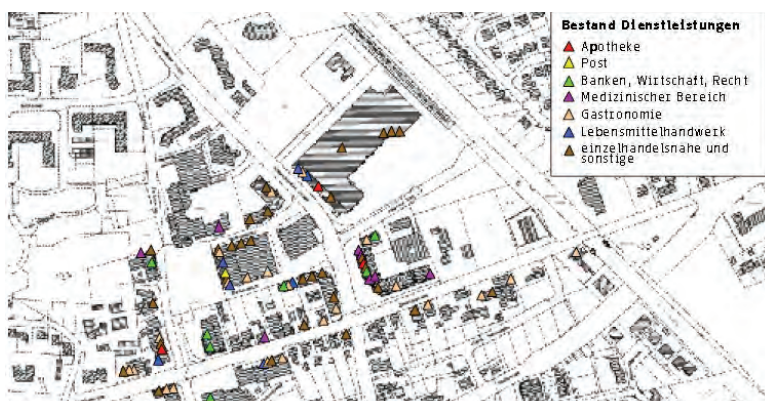 Bestand Dienstleistungen
Apotheke
Post
Banken, Wirtschaft, Recht
Medizinischer Bereich
Gastronomie
Lebensmittelhandwerk
einzelhandelsnahe und
sonstige